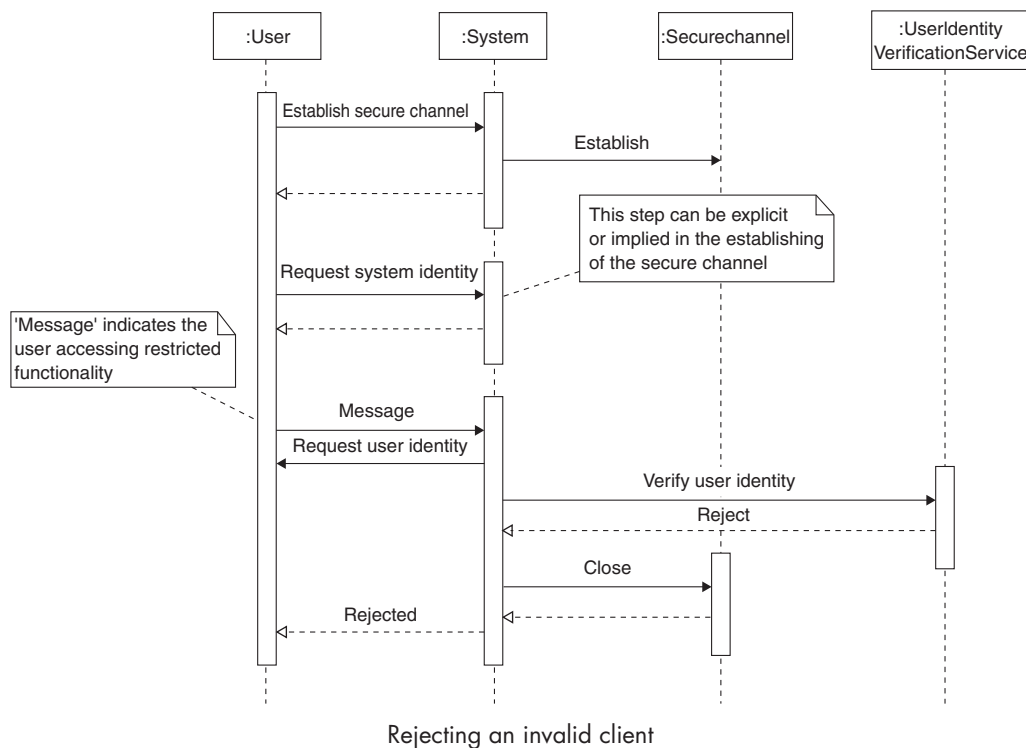 :User
:System
:Securechannel
:UserIdentity
VerificationService
Establish secure channel
Establish
This step can be explicit
or implied in the establishing
of the secure channel
Request system identity
'Message' indicates the
user accessing restricted
functionality
Message
Request user identity
Verify user identity
Reject
Close
Rejected
Rejecting an invalid client